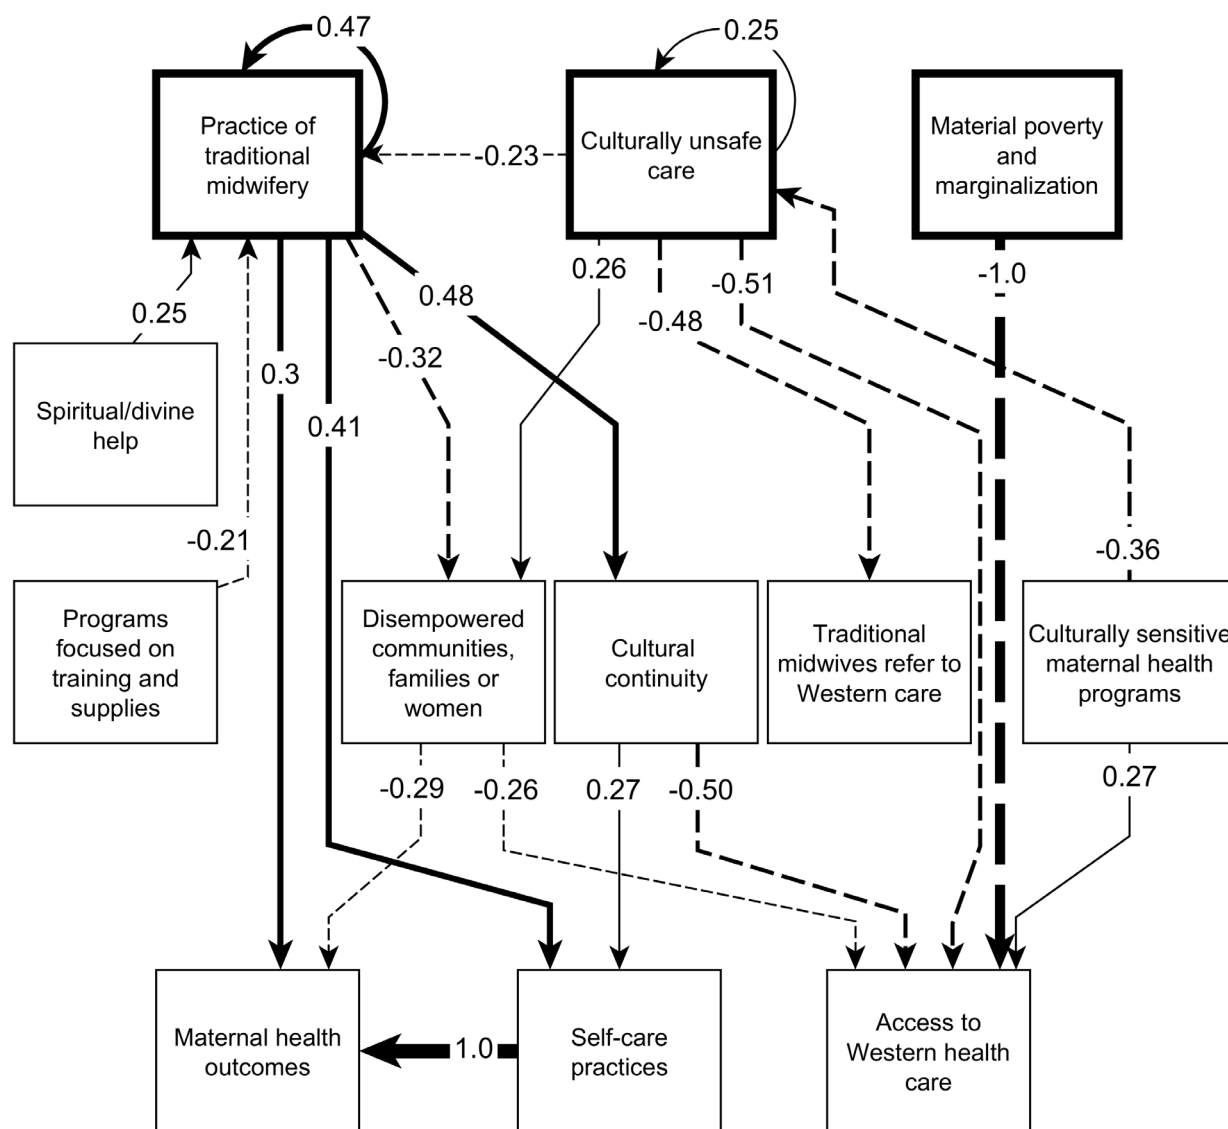 0.47
0.25
Practice of
traditional
midwifery
-0.23
Culturally unsafe
care
Material poverty
and
marginalization
0.26
-0.51
-1.0
0.25
0.48
-0.48
-0.32
0.3
0.41
Spiritual/divine
help
-0.21
-0.36
Programs
focused on
training and
supplies
Disempowered
communities,
families or
women
Cultural
continuity
Traditional
midwives refer to
Western care
Culturally sensitive
maternal health
programs
-0.29
-0.26
0.27
-0.50
0.27
Maternal health
outcomes
1.0
Self-care
practices
Access to
Western health
care